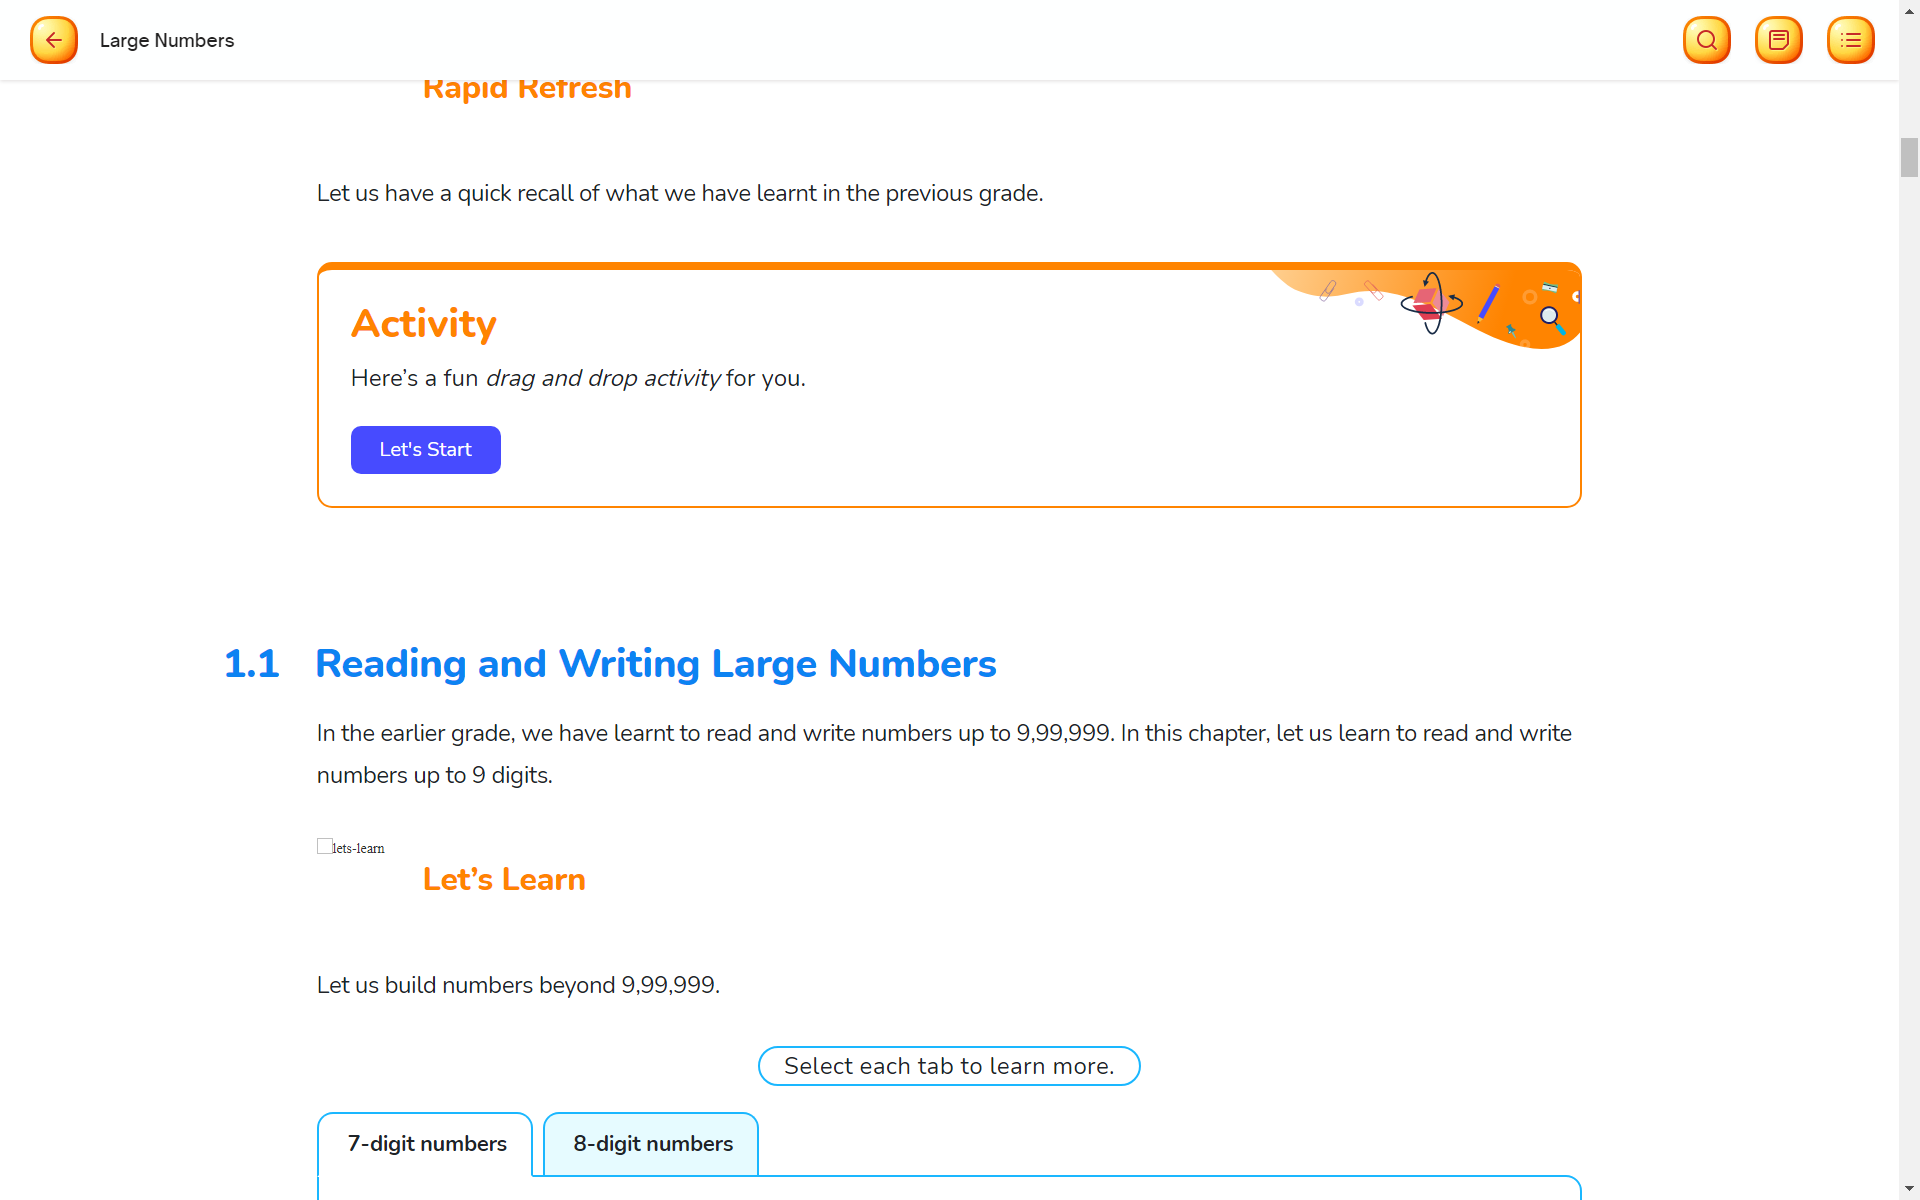 Large Numbers
Rapid Refresh
Let us have a quick recall of what we have learnt in the previous grade.
Activity
Here’s a fun drag and drop activity for you.
Let's Start
1.1 Reading and Writing Large Numbers
In the earlier grade, we have learnt to read and write numbers up to 9,99,999. In this chapter, let us learn to read and write
numbers up to 9 digits.
lets-learn
Let’s Learn
Let us build numbers beyond 9,99,999.
Select each tab to learn more.
7-digit numbers
8-digit numbers